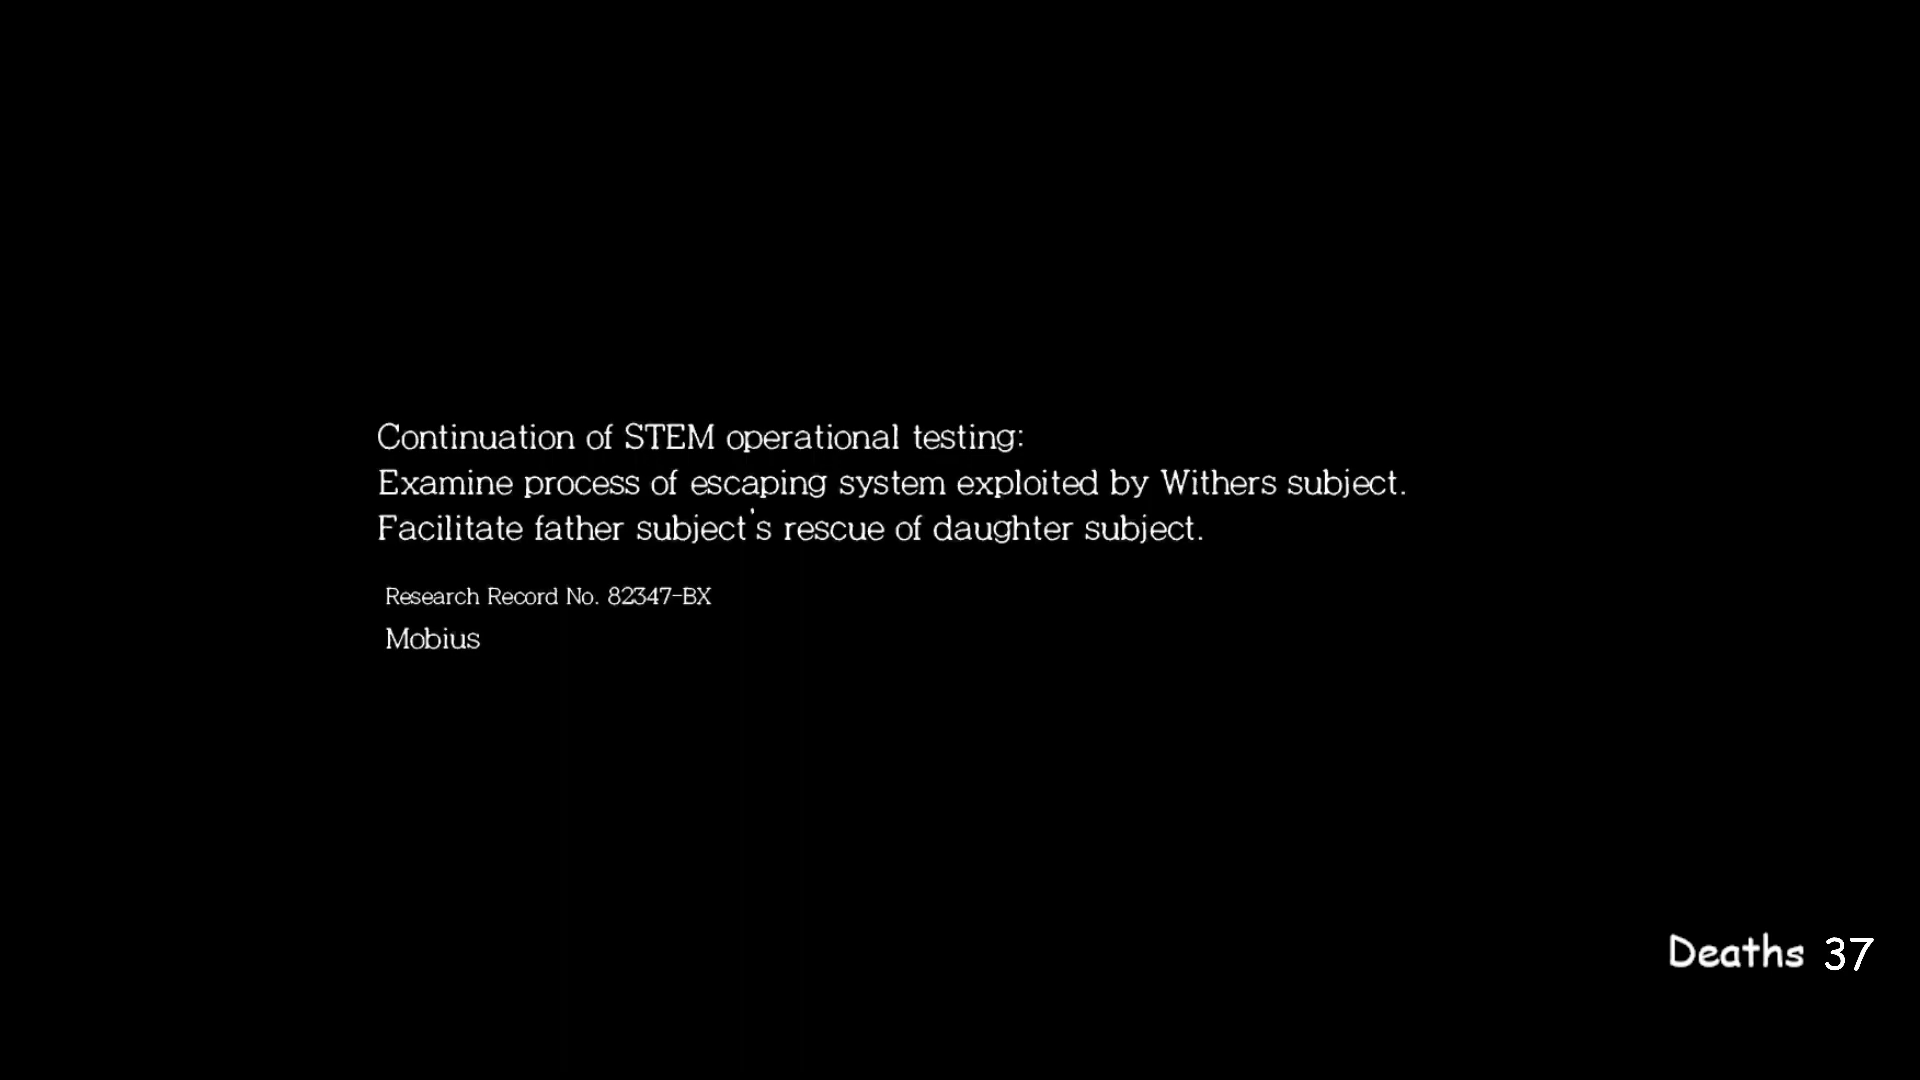 Continuation of STEM operational testing:
Examine process of escaping system exploited by Withers subject.
Facilitate father subject's rescue of daughter subject.
Research Record No. 82347-BX
Mobius
Deaths 37